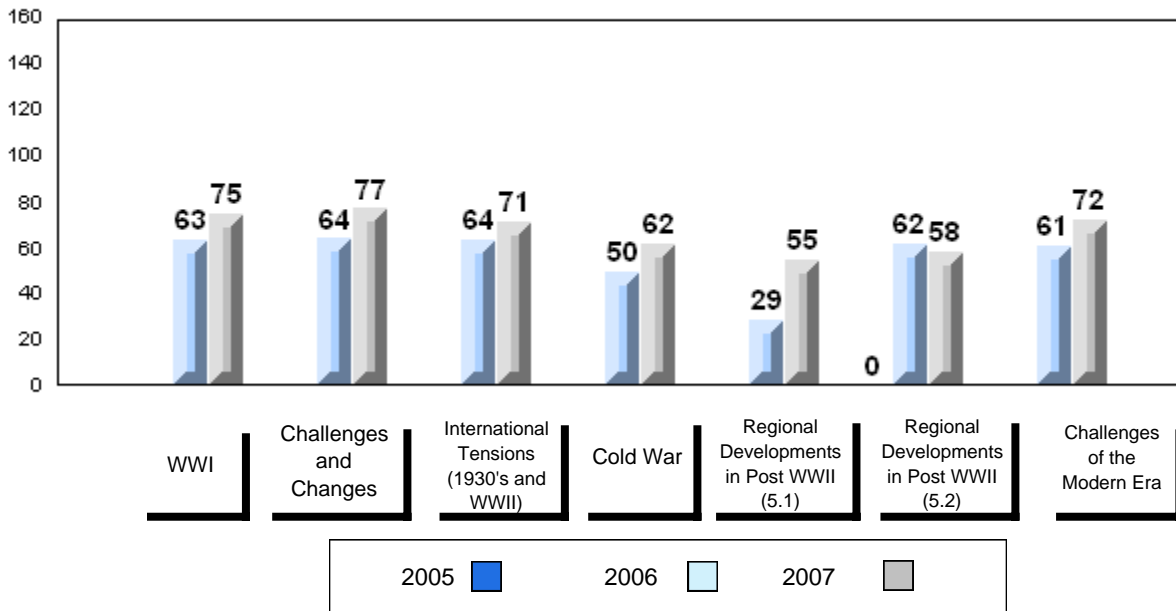 160
140
120
100
80
60
40
20
0
63
75
64
77
64
71
50
62
29
55
0
62
58
61
72
WWI
Challenges
and
Changes
International
Tensions
(1930's and
WWII)
Cold War
Regional
Developments
in Post WWII
(5.1)
Regional
Developments
in Post WWII
(5.2)
Challenges
of the
Modern Era
2005 2006 2007